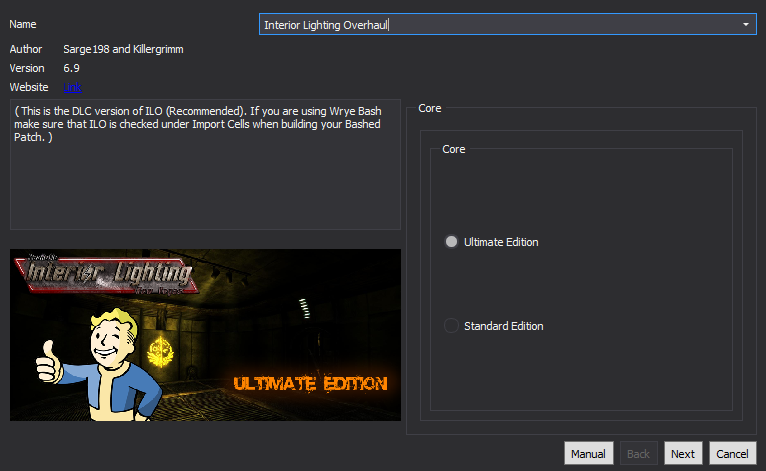 Name
Interior Lighting Overhaul
Author Sarge198 and Killergrimm
Version 6.9
Website Link
( This is the DLC version of ILO (Recommended). If you are using Wrye Bash
make sure that ILO is checked under Import Cells when building your Bashed
Patch. )
Interior Lighting
ULTIMATE EDITION
Core
Core
Ultimate Edition
Standard Edition
Manual
Back
Next
Cancel